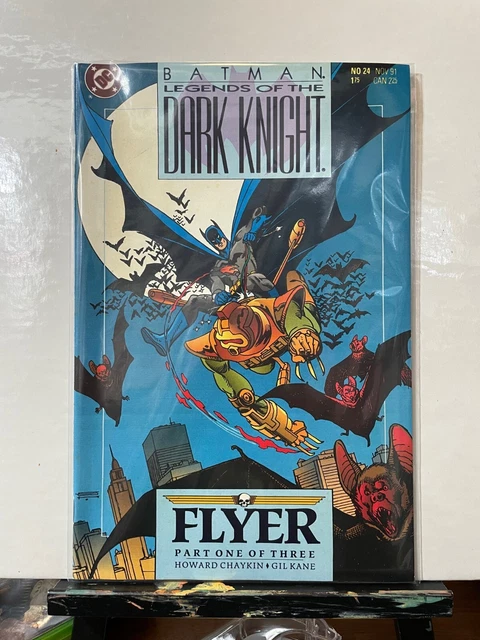 DC
BATMAN
LEGENDS OF THE
DARK KNIGHT
NO 24 NOV 91
1 75 CAN 2 25
FLYER
PART ONE OF THREE
HOWARD CHAYKIN ♦ GIL KANE